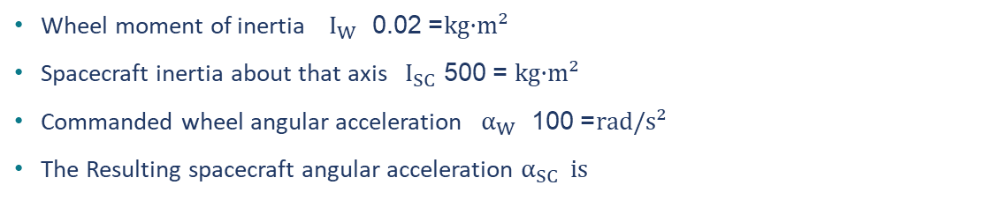 • Wheel moment of inertia I_W 0.02 =kg·m²
• Spacecraft inertia about that axis I_SC 500 = kg·m²
• Commanded wheel angular acceleration α_W 100 =rad/s²
• The Resulting spacecraft angular acceleration α_SC is